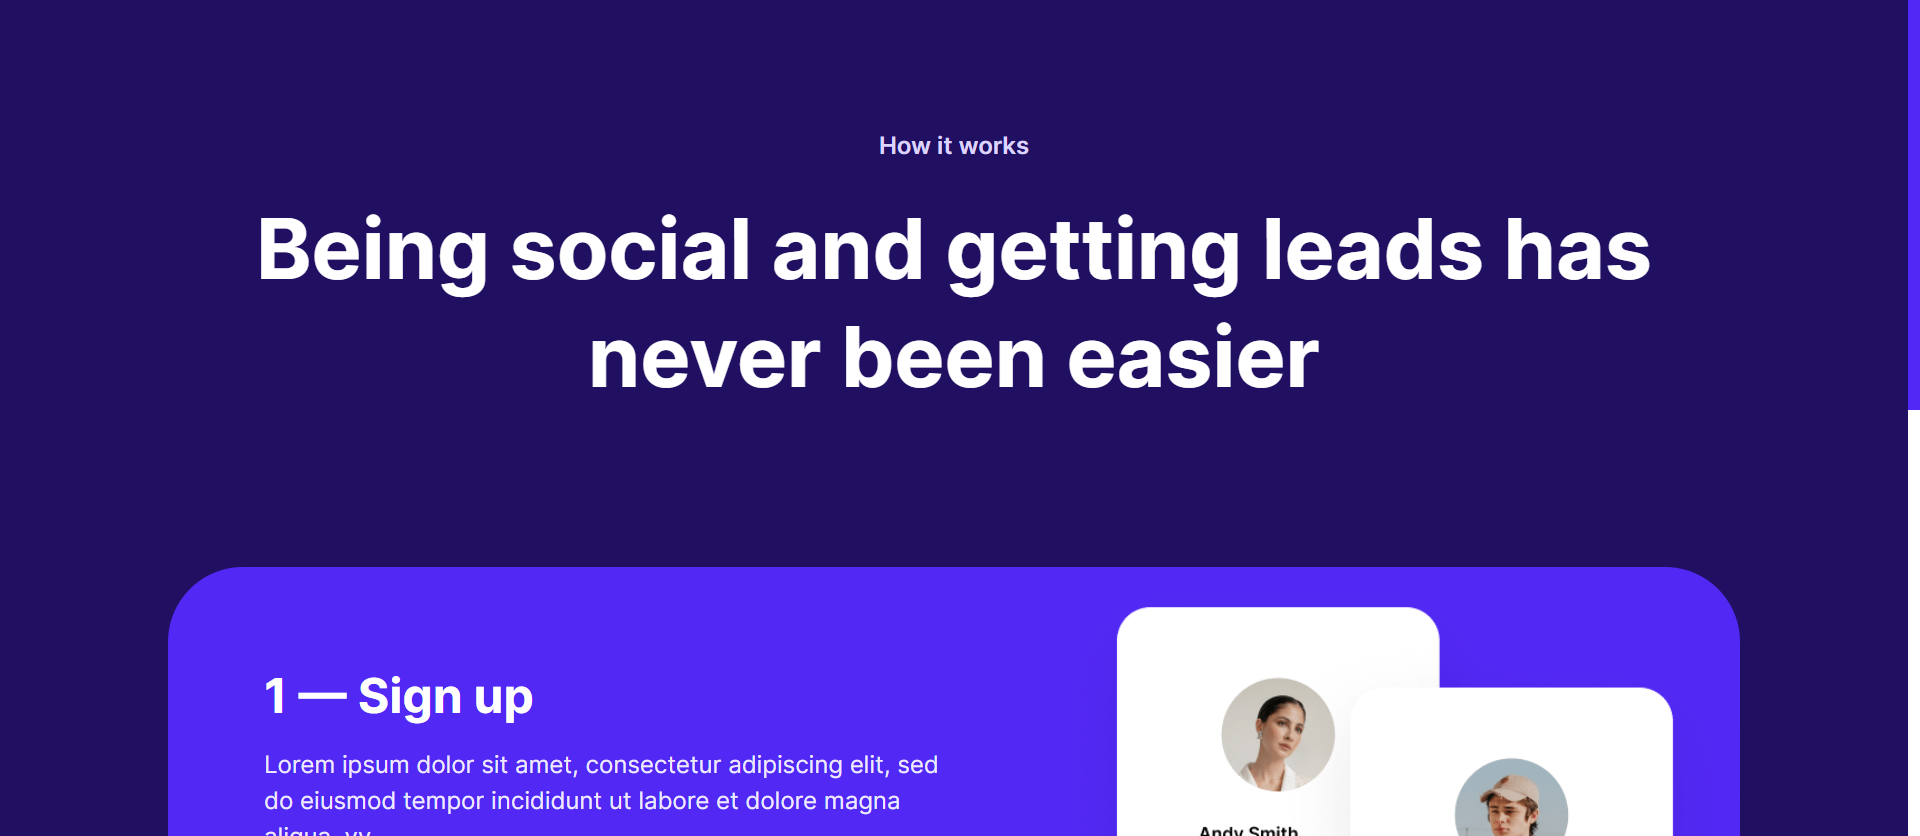 How it works
Being social and getting leads has
never been easier
1 — Sign up
Lorem ipsum dolor sit amet, consectetur adipiscing elit, sed
do eiusmod tempor incididunt ut labore et dolore magna
aliqua.
Andy Smith